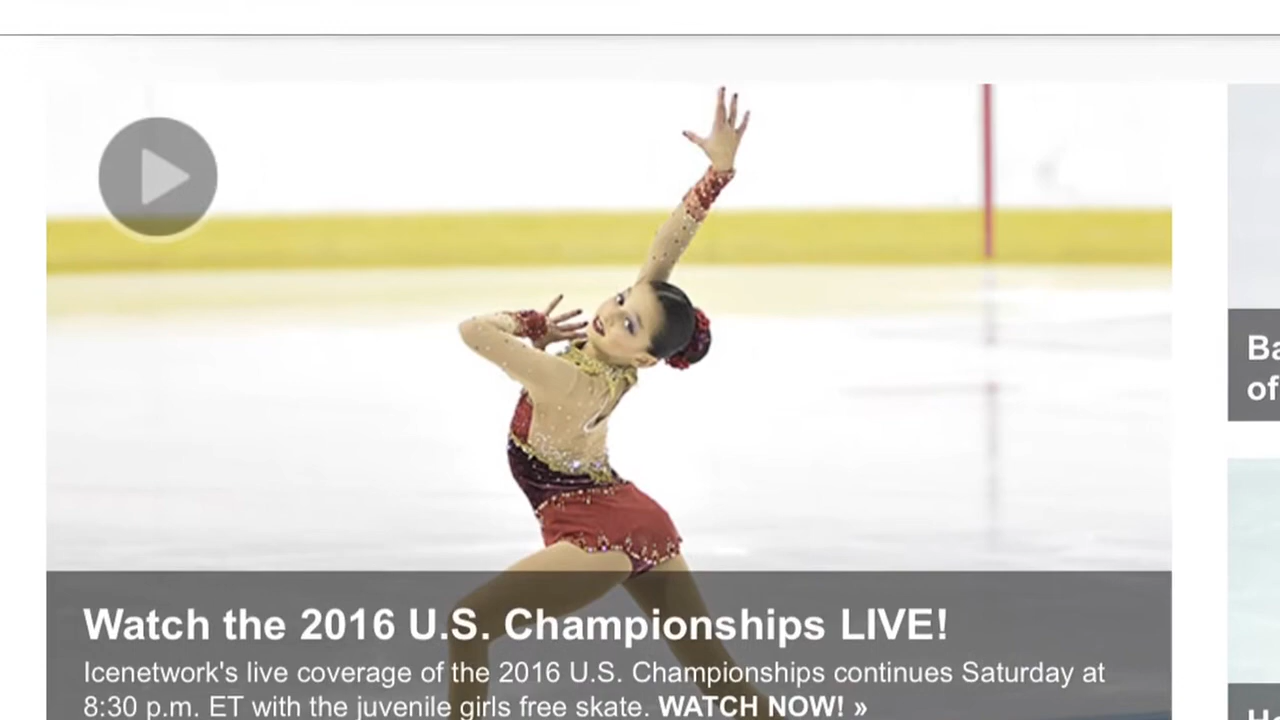 Watch the 2016 U.S. Championships LIVE!
Icenetwork's live coverage of the 2016 U.S. Championships continues Saturday at
8:30 p.m. ET with the juvenile girls free skate. WATCH NOW! »
of